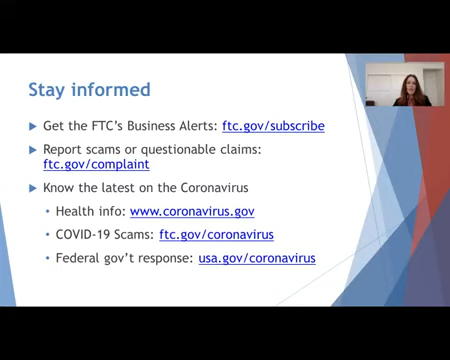 Stay informed
Get the FTC's Business Alerts: ftc.gov/subscribe
Report scams or questionable claims:
ftc.gov/complaint
Know the latest on the Coronavirus
Health info: www.coronavirus.gov
COVID-19 Scams: ftc.gov/coronavirus
Federal gov't response: usa.gov/coronavirus